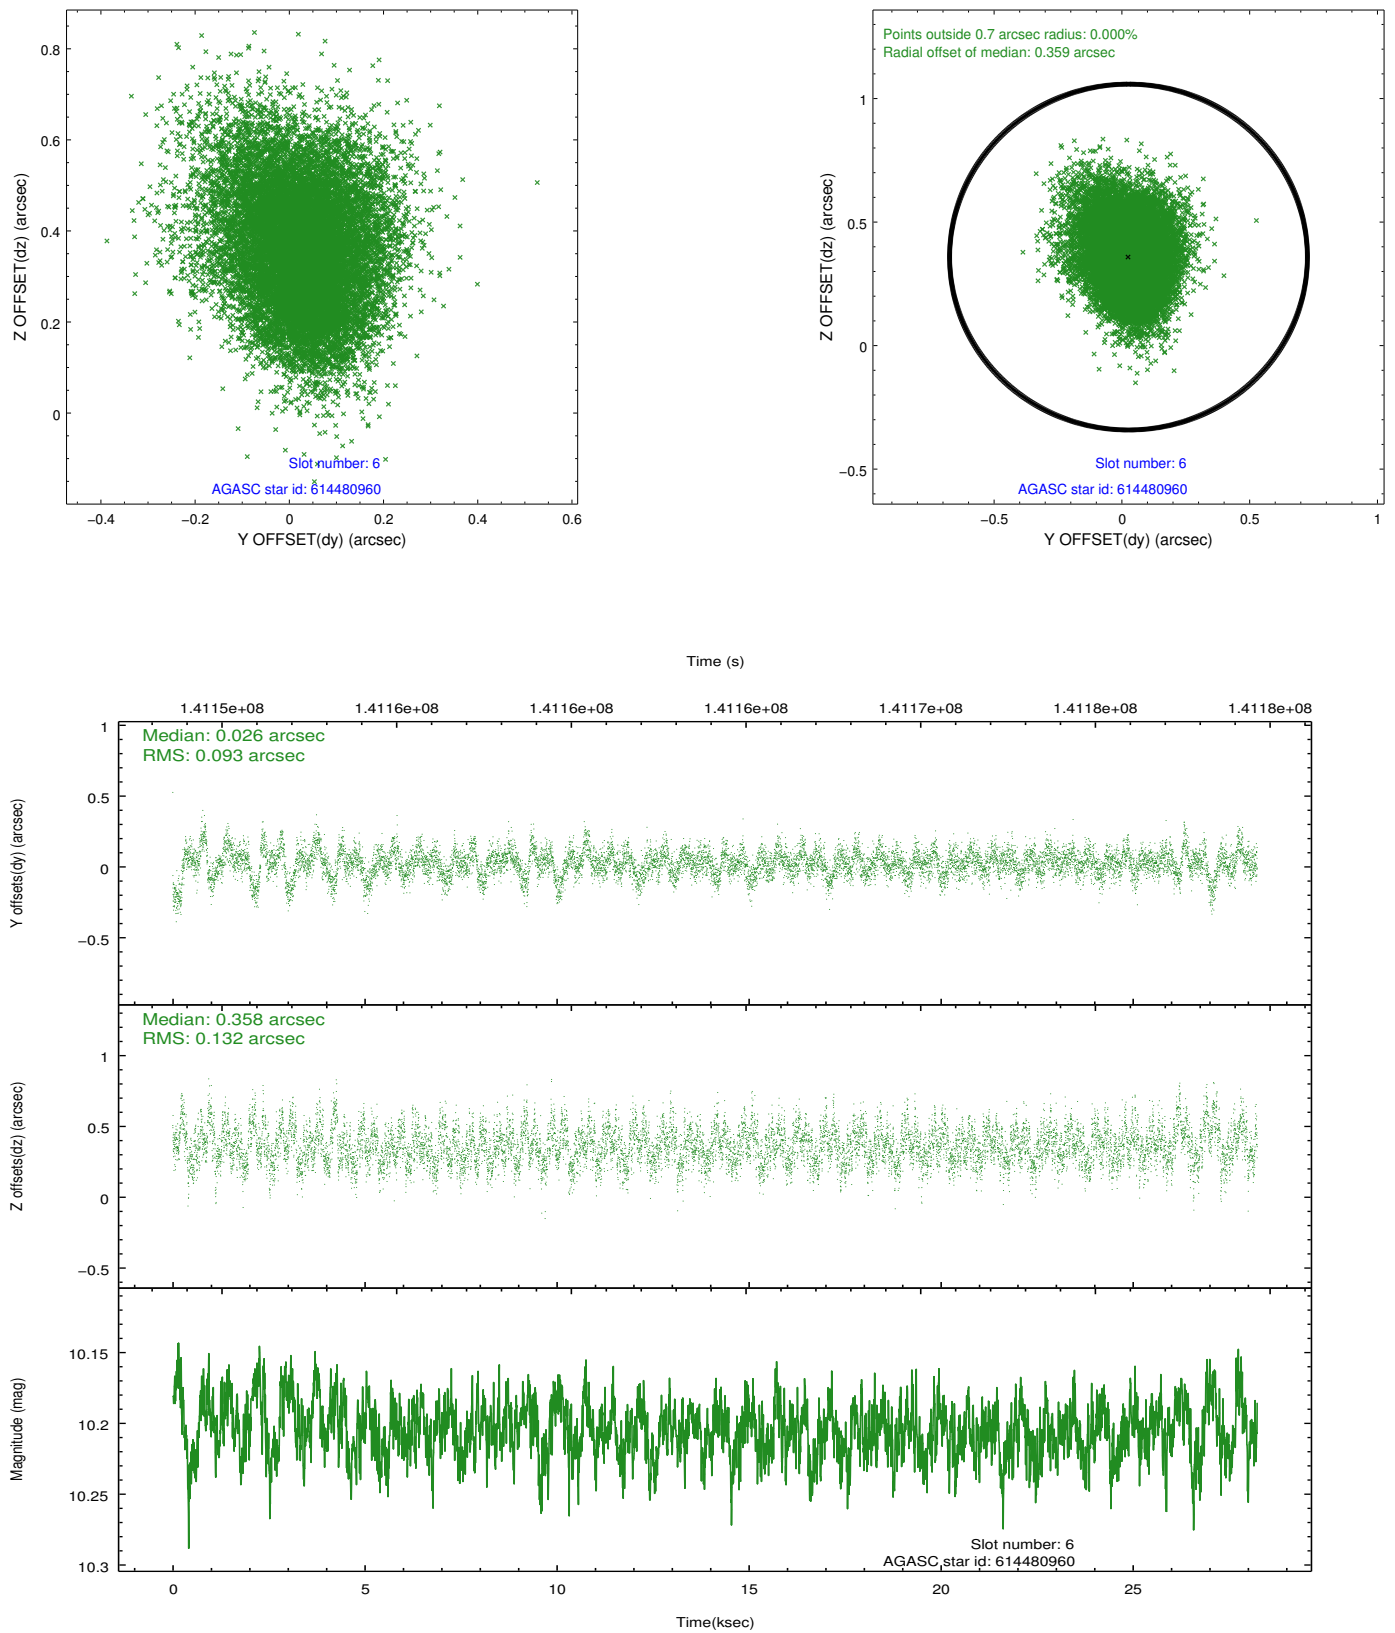 0.8
0.6
0.4
0.2
0
Z OFFSET(dz) (arcsec)
Slot number: 6
AGASC star id: 614480960
−0.4 −0.2 0 0.2 0.4 0.6
Y OFFSET(dy) (arcsec)
Points outside 0.7 arcsec radius: 0.000%
Radial offset of median: 0.359 arcsec
1
0.5
0
−0.5
Z OFFSET(dz) (arcsec)
Slot number: 6
AGASC star id: 614480960
−0.5 0 0.5 1
Y OFFSET(dy) (arcsec)
Time (s)
1.4115e+08 1.4116e+08 1.4116e+08 1.4116e+08 1.4117e+08 1.4118e+08 1.4118e+08
Median: 0.026 arcsec
RMS: 0.093 arcsec
1
0.5
0
−0.5
Y offsets(dy) (arcsec)
Median: 0.358 arcsec
RMS: 0.132 arcsec
1
0.5
0
−0.5
Z offsets(dz) (arcsec)
10.15
10.2
10.25
10.3
Magnitude (mag)
Slot number: 6
AGASC star id: 614480960
0 5 10 15 20 25
Time(ksec)